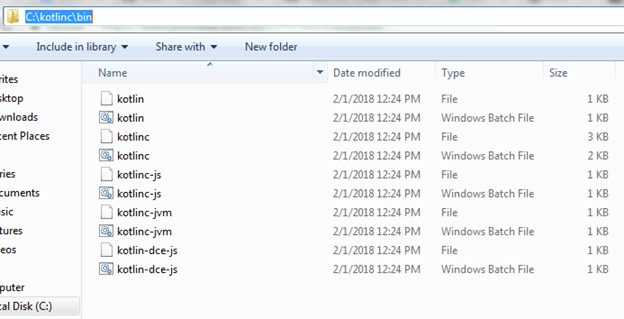 C:\kotlinc\bin
Include in library Share with New folder
Name Date modified Type Size
rites
sktop
wnloads
cent Places
ries
cuments
usic
tures
eos
puter
cal Disk (C:)
kotlin 2/1/2018 12:24 PM File 1 KB
kotlin 2/1/2018 12:24 PM Windows Batch File 1 KB
kotlinc 2/1/2018 12:24 PM File 3 KB
kotlinc 2/1/2018 12:24 PM Windows Batch File 2 KB
kotlinc-js 2/1/2018 12:24 PM File 1 KB
kotlinc-js 2/1/2018 12:24 PM Windows Batch File 1 KB
kotlinc-jvm 2/1/2018 12:24 PM File 1 KB
kotlinc-jvm 2/1/2018 12:24 PM Windows Batch File 1 KB
kotlin-dce-js 2/1/2018 12:24 PM File 1 KB
kotlin-dce-js 2/1/2018 12:24 PM Windows Batch File 1 KB